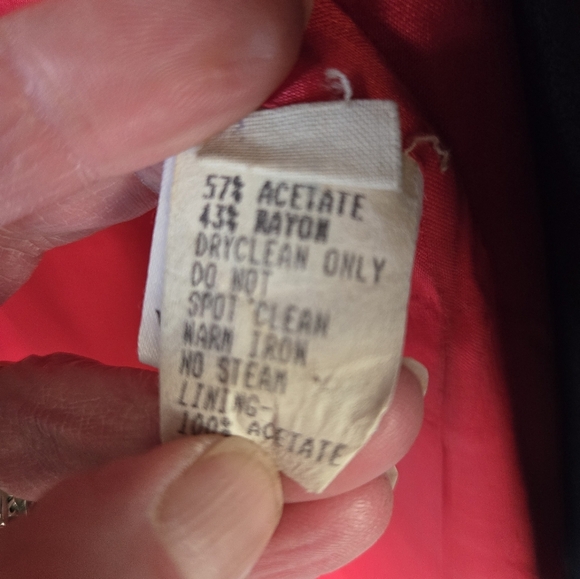 57% ACETATE
43% RAYON
DRYCLEAN ONLY
DO NOT
SPOT CLEAN
WARM IRON
NO STEAM
LINING-
100% ACETATE